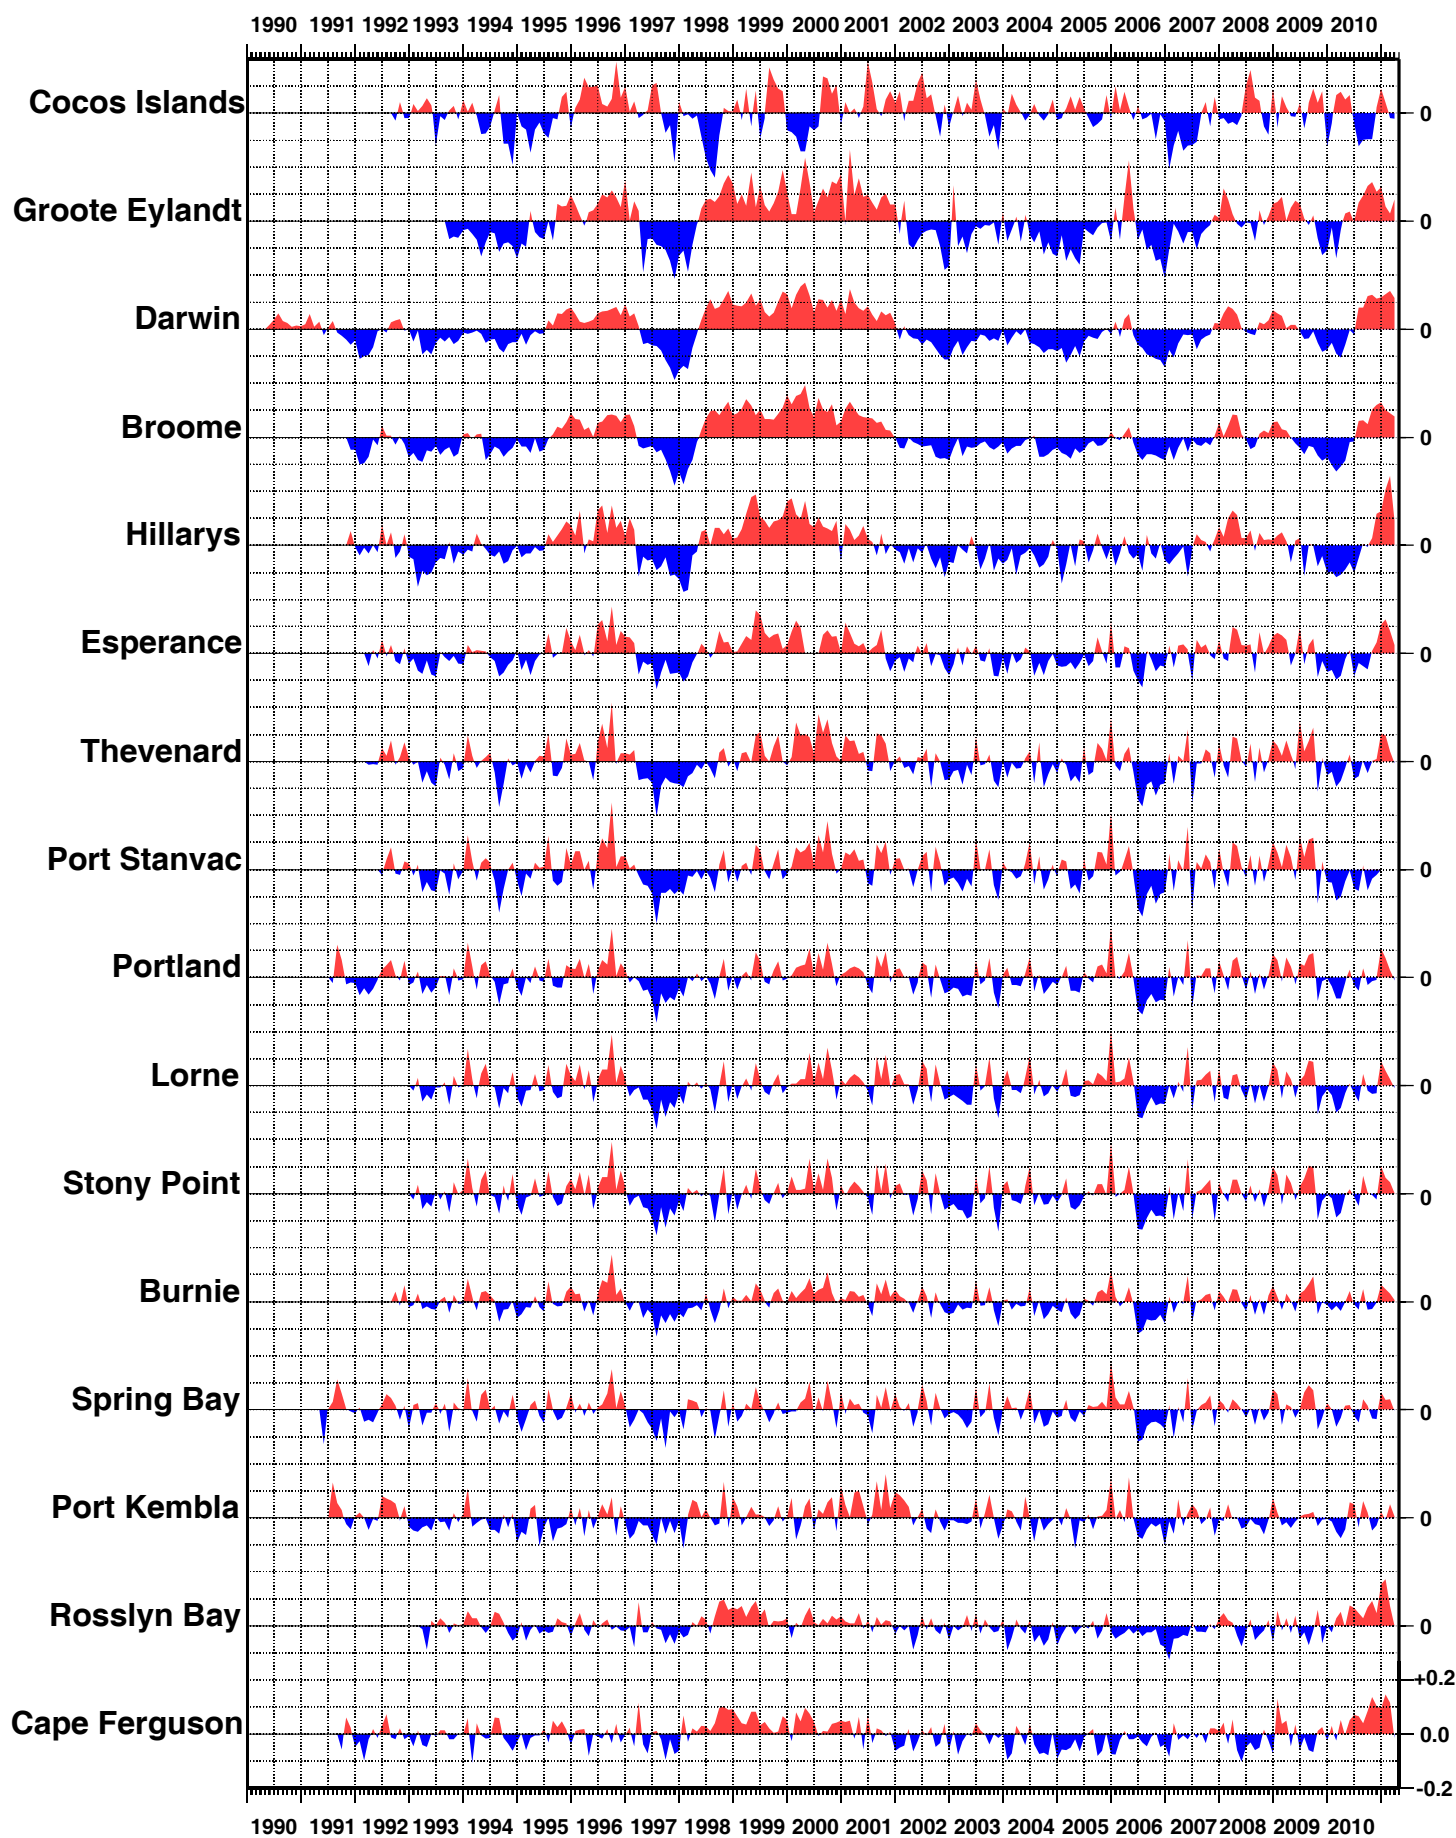 1990 1991 1992 1993 1994 1995 1996 1997 1998 1999 2000 2001 2002 2003 2004 2005 2006 2007 2008 2009 2010
Cocos Islands 0
Groote Eylandt 0
Darwin 0
Broome 0
Hillarys 0
Esperance 0
Thevenard 0
Port Stanvac 0
Portland 0
Lorne 0
Stony Point 0
Burnie 0
Spring Bay 0
Port Kembla 0
Rosslyn Bay 0
+0.2
Cape Ferguson 0.0
-0.2
1990 1991 1992 1993 1994 1995 1996 1997 1998 1999 2000 2001 2002 2003 2004 2005 2006 2007 2008 2009 2010